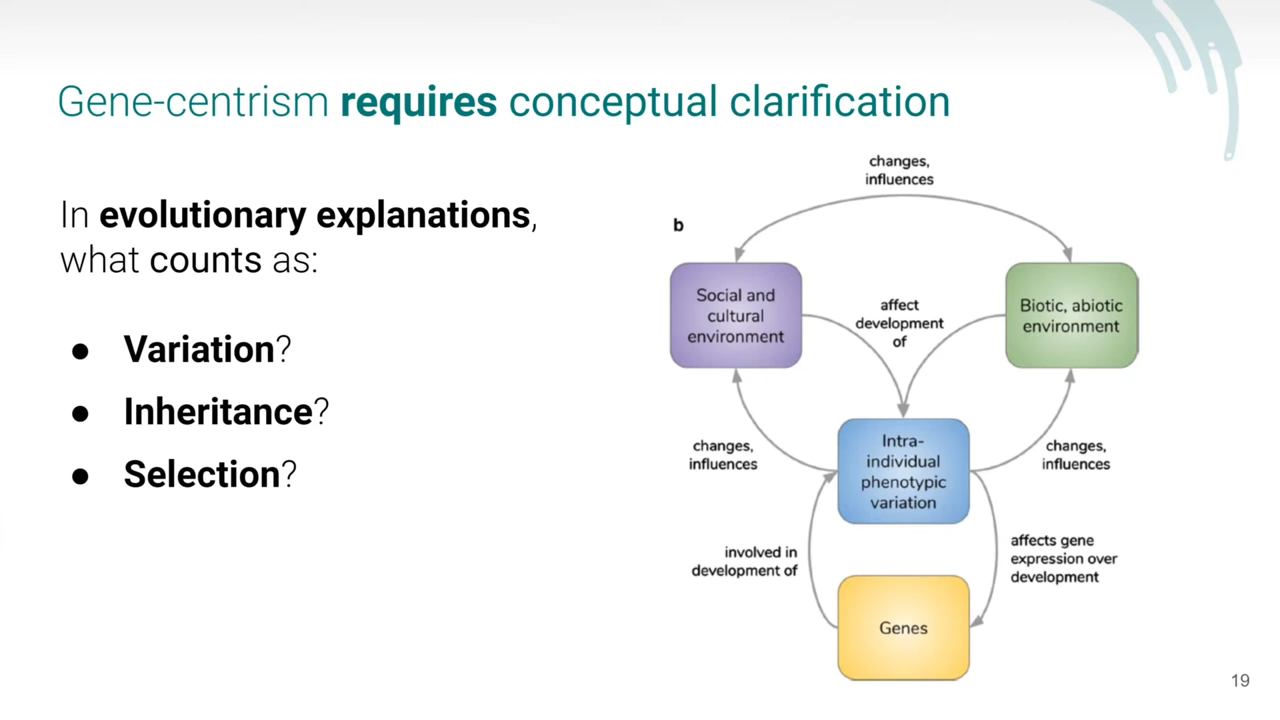 Gene-centrism requires conceptual clarification
In evolutionary explanations,
what counts as:
● Variation?
● Inheritance?
● Selection?
b
changes,
influences
Social and
cultural
environment
affect
development
of
Biotic, abiotic
environment
changes,
influences
Intra-
individual
phenotypic
variation
changes,
influences
involved in
development of
affects gene
expression over
development
Genes
19